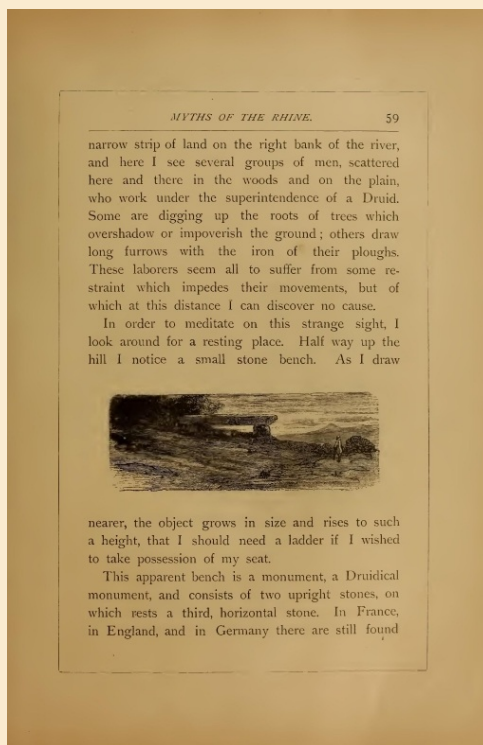 MYTHS OF THE RHINE. 59
narrow strip of land on the right bank of the river,
and here I see several groups of men, scattered
here and there in the woods and on the plain,
who work under the superintendence of a Druid.
Some are digging up the roots of trees which
overshadow or impoverish the ground ; others draw
long furrows with the iron of their ploughs.
These laborers seem all to suffer from some re-
straint which impedes their movements, but of
which at this distance I can discover no cause.
In order to meditate on this strange sight, I
look around for a resting place. Half way up the
hill I notice a small stone bench. As I draw
nearer, the object grows in size and rises to such
a height, that I should need a ladder if I wished
to take possession of my seat.
This apparent bench is a monument, a Druidical
monument, and consists of two upright stones, on
which rests a third, horizontal stone. In France,
in England, and in Germany there are still found